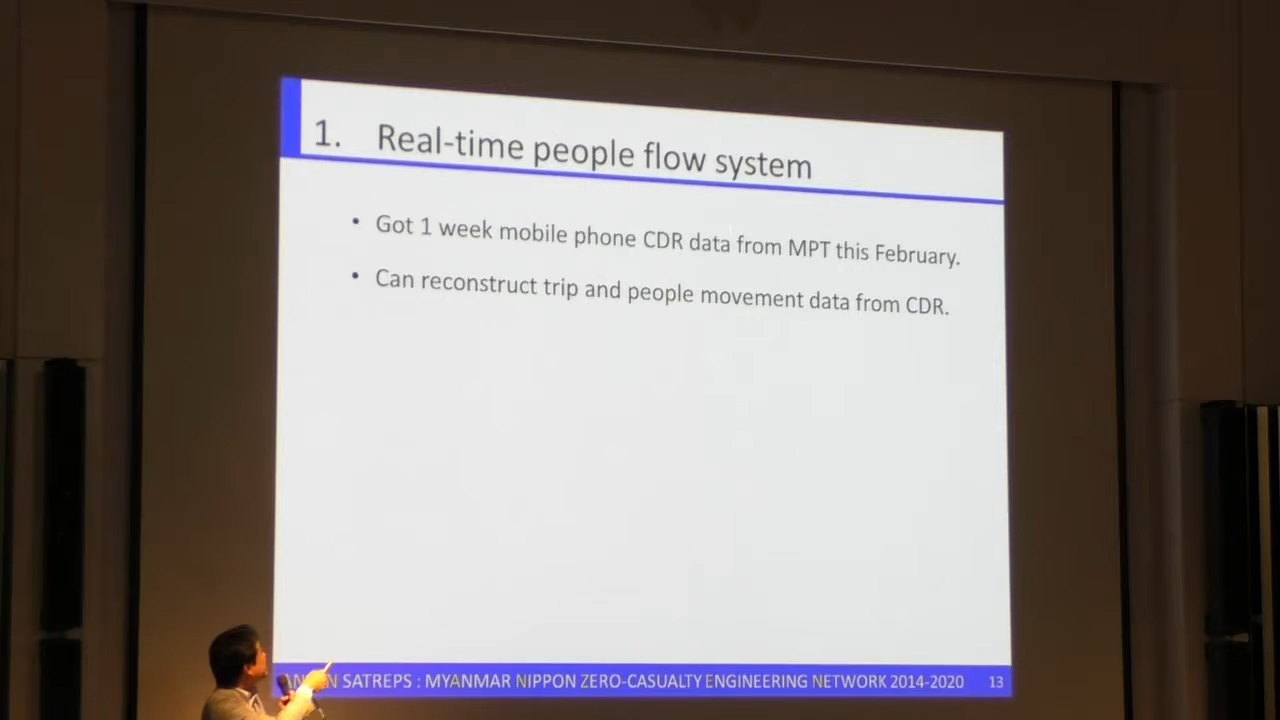 1. Real-time people flow system
• Got 1 week mobile phone CDR data from MPT this February.
• Can reconstruct trip and people movement data from CDR.
SATREPS : MYANMAR NIPPON ZERO-CASUALTY ENGINEERING NETWORK 2014-2020 13